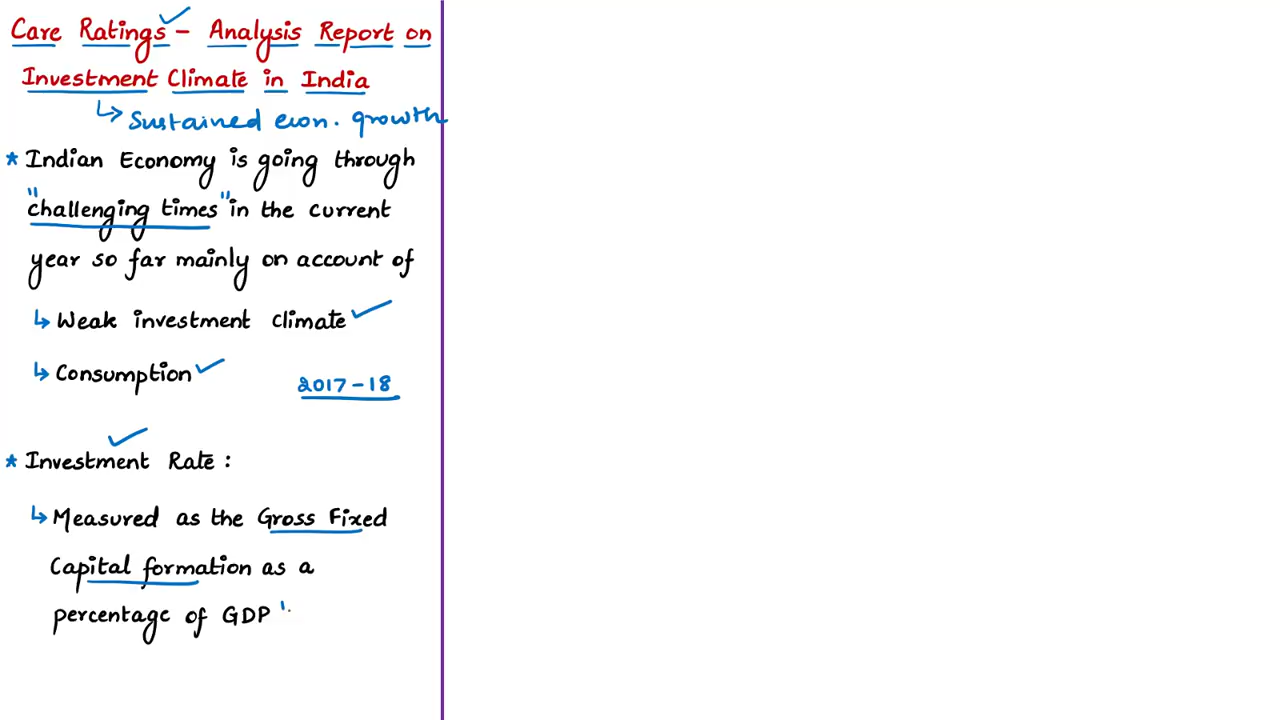 Care Ratings - Analysis Report on
Investment Climate in India
↳ Sustained econ. growth
* Indian Economy is going through
"challenging times" in the current
year so far mainly on account of
↳ Weak investment climate ✓
↳ Consumption ✓
2017-18
* Investment Rate :
↳ Measured as the Gross Fixed
Capital formation as a
percentage of GDP